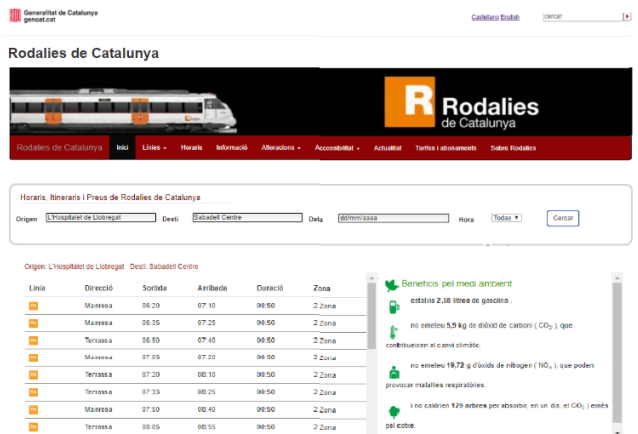 Generalitat de Catalunya
gencat.cat
Castellano English
cercar
Rodalies de Catalunya
R Rodalies
de Catalunya
Rodalies de Catalunya Inici Línies Horaris Informació Alteracions Accessibilitat Actualitat Tarifes i abonaments Sobre Rodalies
Horaris, Itineraris i Preus de Rodalies de Catalunya
Origen L'Hospitalet de Llobregat Destí Sabadell Centre Data dd/mm/aaaa Hora Todas Cercar
Origen: L'Hospitalet de Llobregat Destí: Sabadell Centre
Línia Direcció Sortida Arribada Duració Zona
Manresa 06:20 07:10 00:50 2 Zona
Manresa 06:35 07:25 00:50 2 Zona
Terrassa 06:50 07:40 00:50 2 Zona
Manresa 07:05 07:20 00:50 2 Zona
Terrassa 07:20 08:10 00:50 2 Zona
Terrassa 07:35 08:25 00:50 2 Zona
Manresa 07:50 08:40 00:50 2 Zona
Terrassa 08:05 08:55 00:50 2 Zona
Beneficis pel medi ambient
estalvia 2,58 litres de gasolina .
no emeteu 5,9 kg de diòxid de carboni ( CO₂ ), que
contribueixen al canvi climàtic.
no emeteu 19,72 g d'òxids de nitrogen ( NOₓ ), que poden
provocar malalties respiratòries.
i no caldrien 129 arbres per absorbir, en un dia, el CO₂ ) emès
pel cotxe.